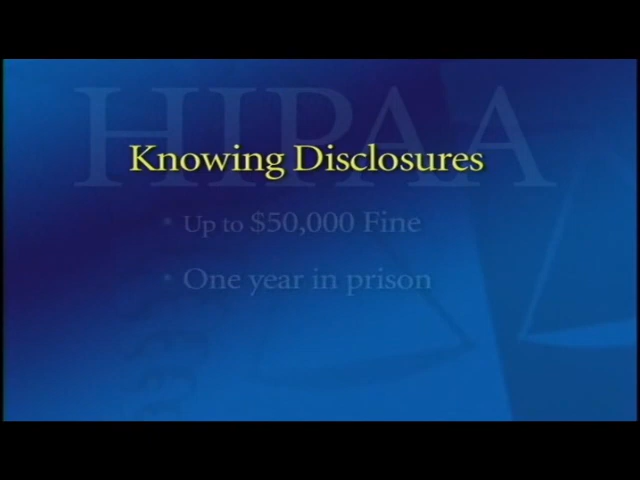 HIPAA
Knowing Disclosures
• Up to $50,000 Fine
• One year in prison